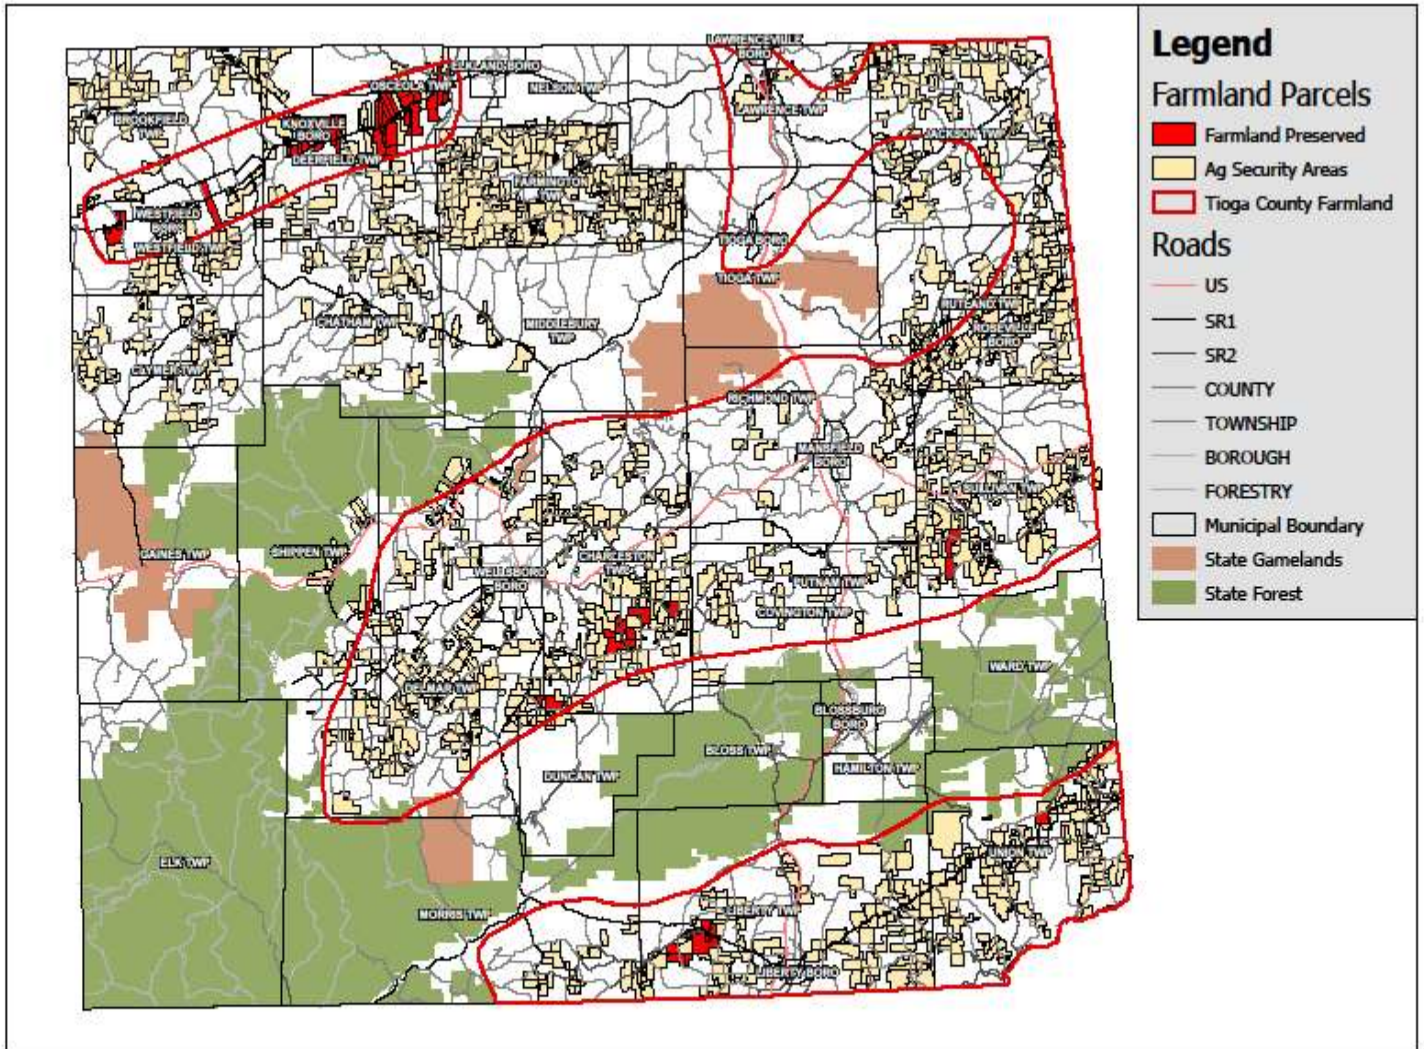 Legend
Farmland Parcels
Farmland Preserved
Ag Security Areas
Tioga County Farmland
Roads
US
SR1
SR2
COUNTY
TOWNSHIP
BOROUGH
FORESTRY
Municipal Boundary
State Gamelands
State Forest
LAWRENCEVILLE
BORO
ELKLAND BORO
OSCEOLA TWP
NELSON TWP
LAWRENCE TWP
BROOKFIELD
TWP
KNOXVILLE
BORO
JACKSON TWP
DEERFIELD TWP
FARMINGTON
TWP
WESTFIELD
BORO
WESTFIELD TWP
TIOGA BORO
TIOGA TWP
RUTLAND TWP
CHATHAM TWP
MIDDLEBURY
TWP
ROSEVILLE
BORO
CLYMER TWP
RICHMOND TWP
MANSFIELD
BORO
SULLIVAN TWP
GAINES TWP
SHIPPEN TWP
CHARLESTON
TWP
WELLSBORO
BORO
PUTNAM TWP
COVINGTON TWP
WARD TWP
DELMAR TWP
BLOSSBURG
BORO
BLOSS TWP
DUNCAN TWP
HAMILTON TWP
UNION TWP
ELK TWP
MORRIS TWP
LIBERTY TWP
LIBERTY BORO